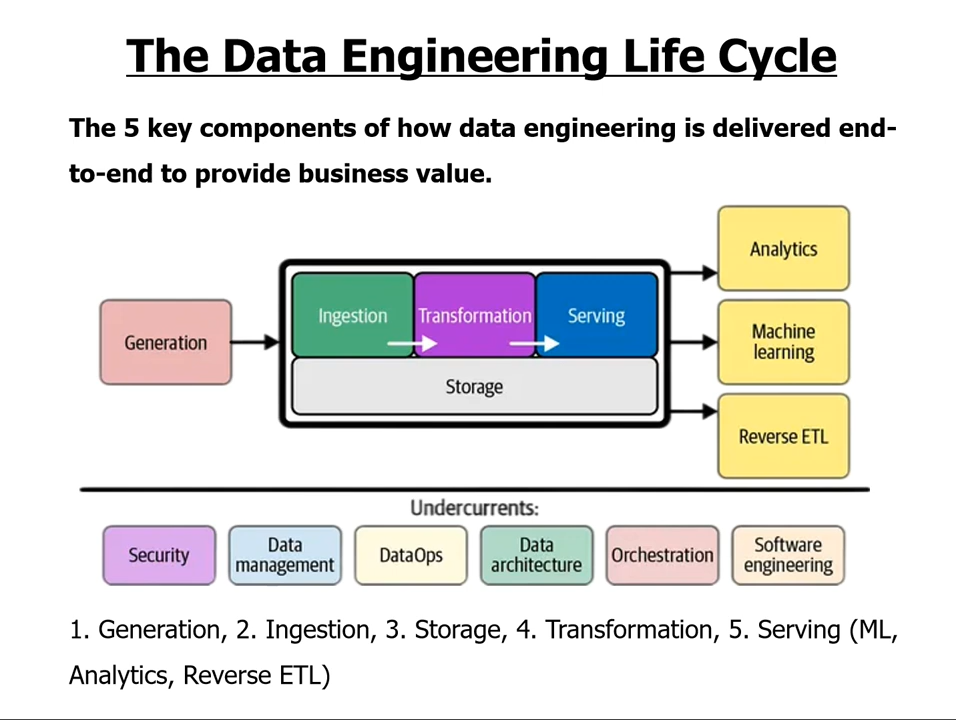 The Data Engineering Life Cycle
The 5 key components of how data engineering is delivered end-
to-end to provide business value.
Generation
Ingestion
Transformation
Serving
Storage
Analytics
Machine
learning
Reverse ETL
Undercurrents:
Security
Data
management
DataOps
Data
architecture
Orchestration
Software
engineering
1. Generation, 2. Ingestion, 3. Storage, 4. Transformation, 5. Serving (ML,
Analytics, Reverse ETL)